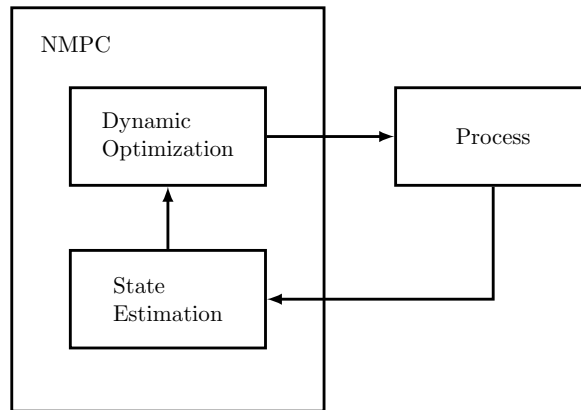 NMPC
Dynamic
Optimization
Process
State
Estimation